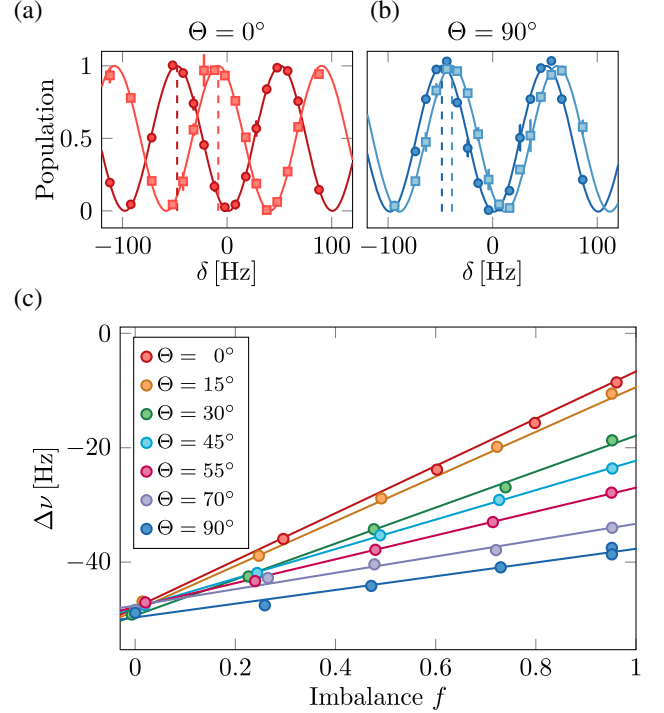 (a) Θ = 0° (b) Θ = 90°
Population
1
0.5
0
−100 0 100
δ [Hz]
−100 0 100
δ [Hz]
(c)
Δν [Hz]
0
−20
−40
Θ = 0°
Θ = 15°
Θ = 30°
Θ = 45°
Θ = 55°
Θ = 70°
Θ = 90°
0 0.2 0.4 0.6 0.8 1
Imbalance f